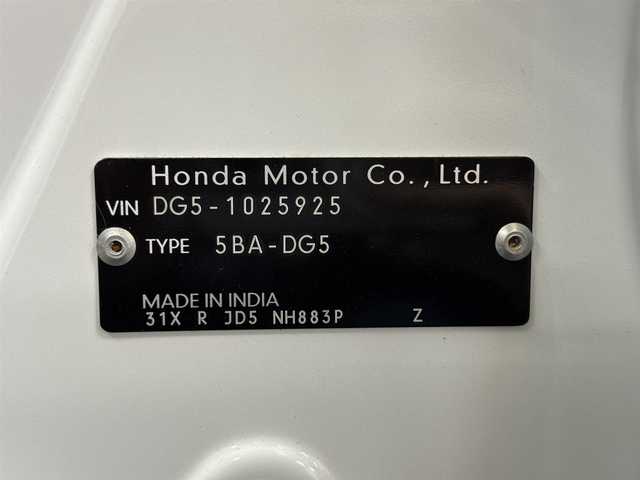 Honda Motor Co., Ltd.
VIN DG5-1025925
TYPE 5BA-DG5
MADE IN INDIA
31X R JD5 NH883P Z